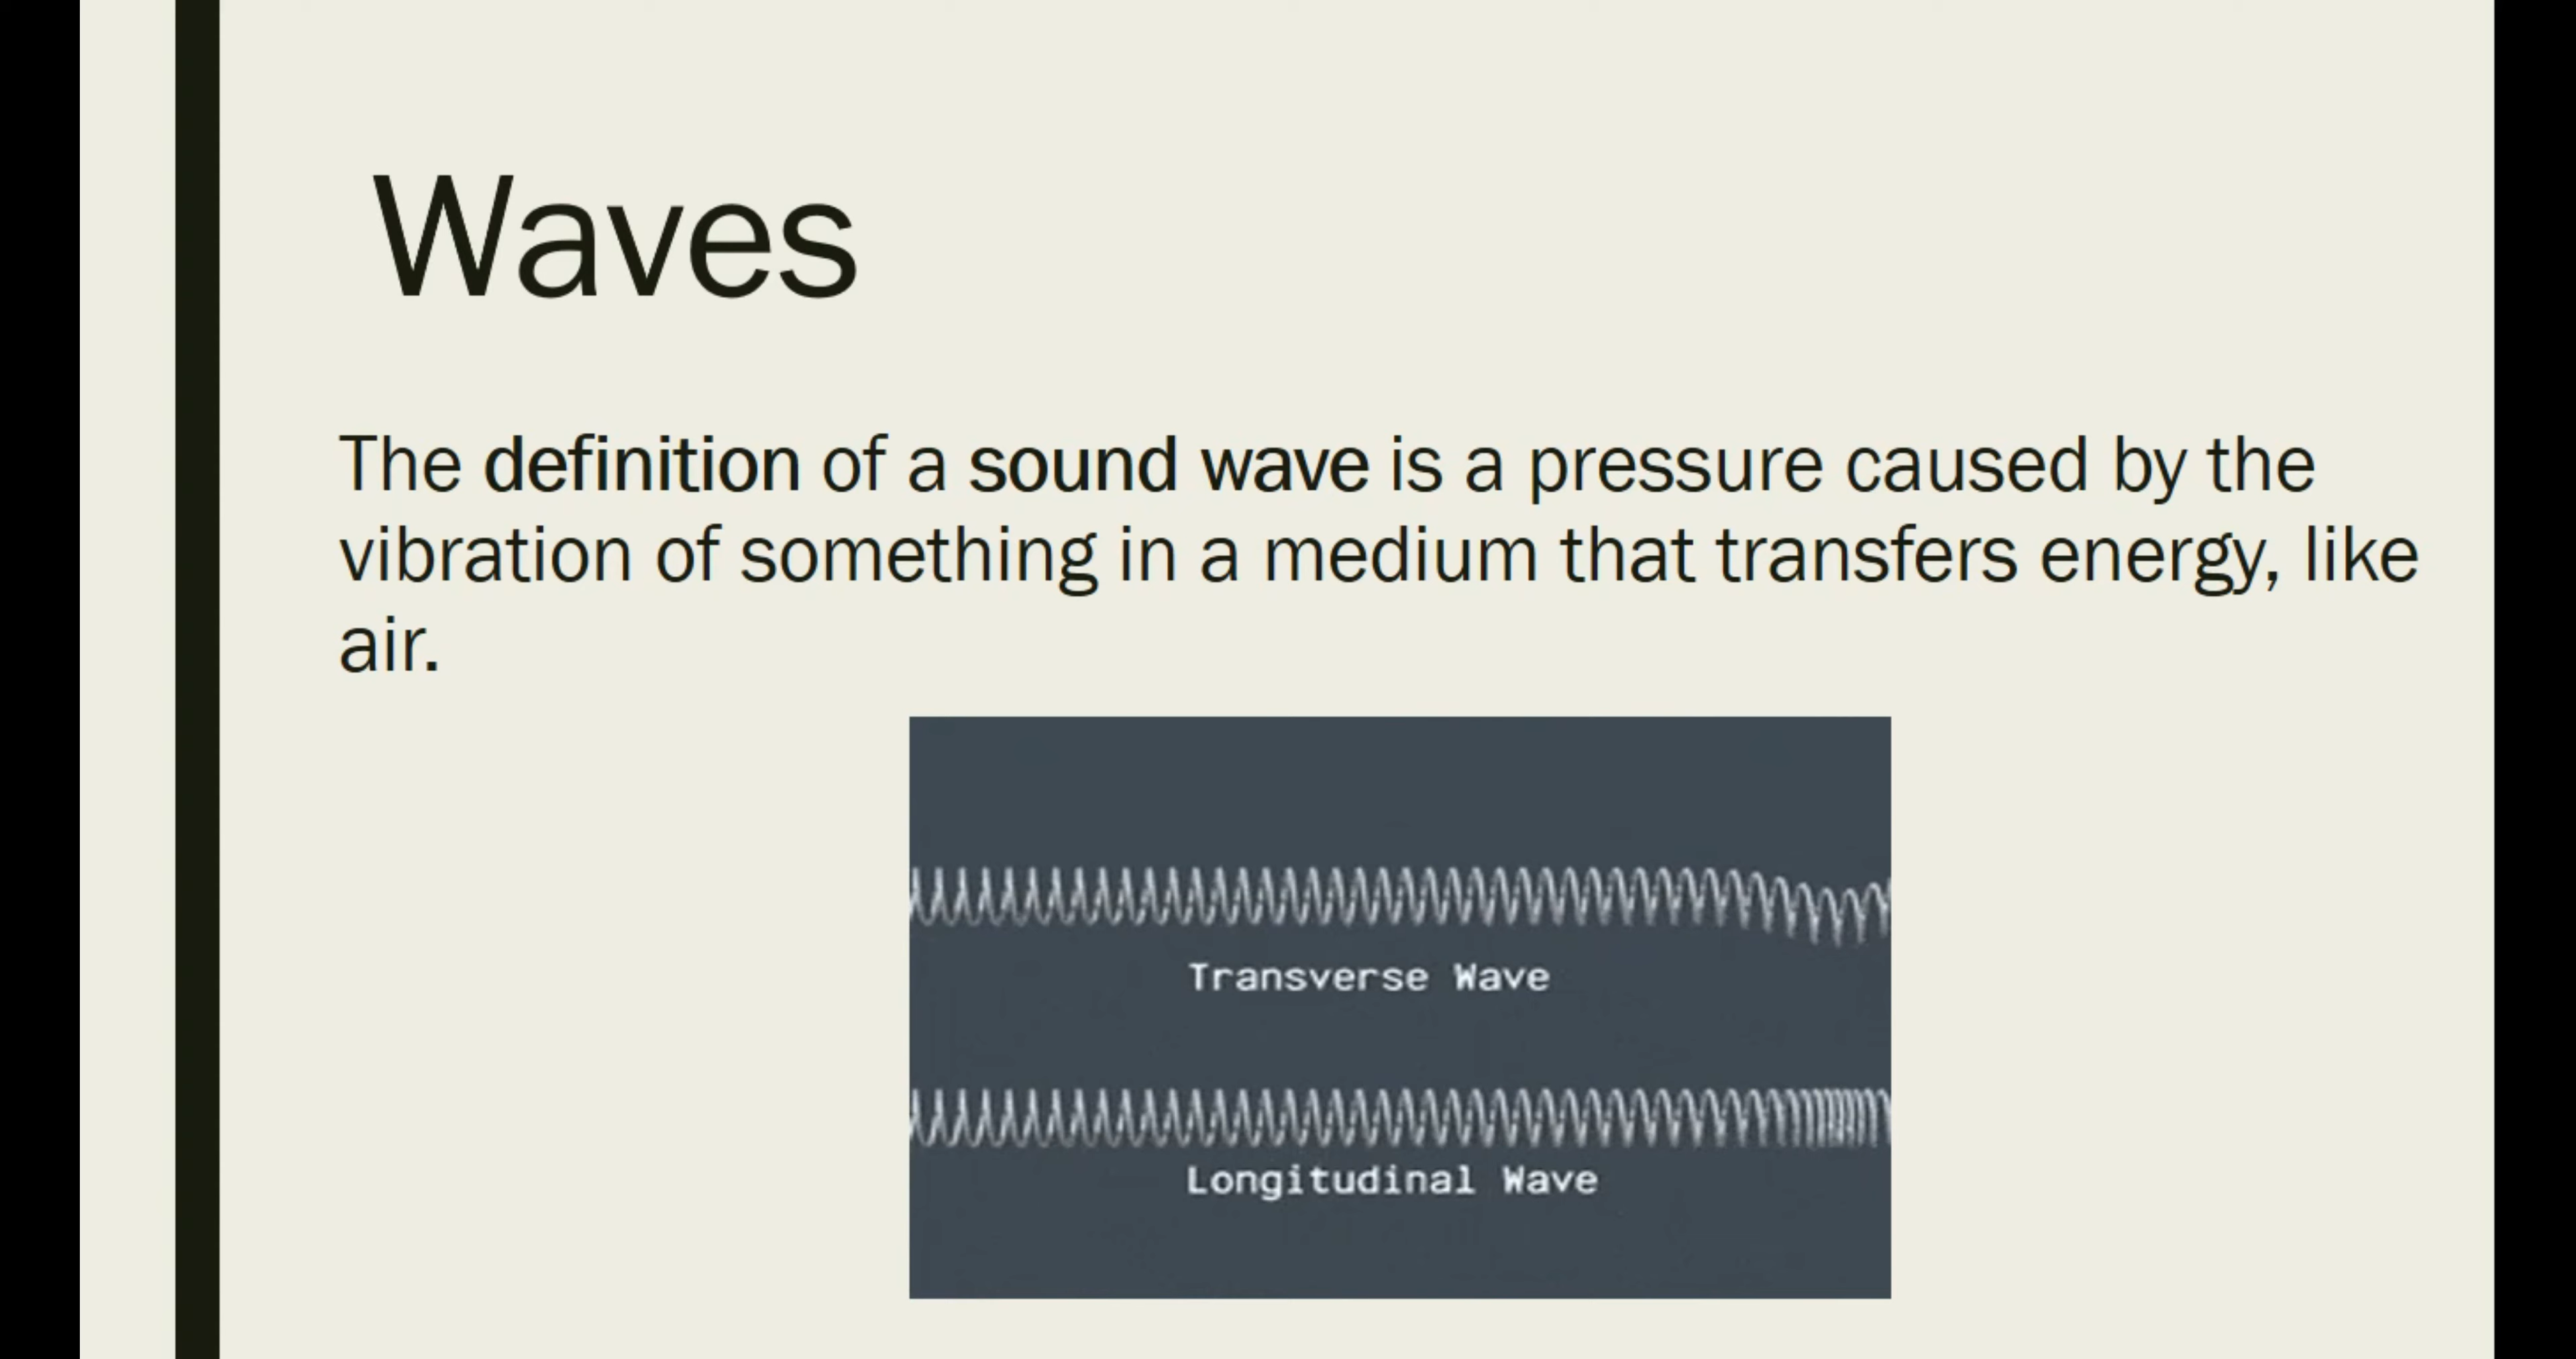 Waves
The definition of a sound wave is a pressure caused by the
vibration of something in a medium that transfers energy, like
air.
Transverse Wave
Longitudinal Wave